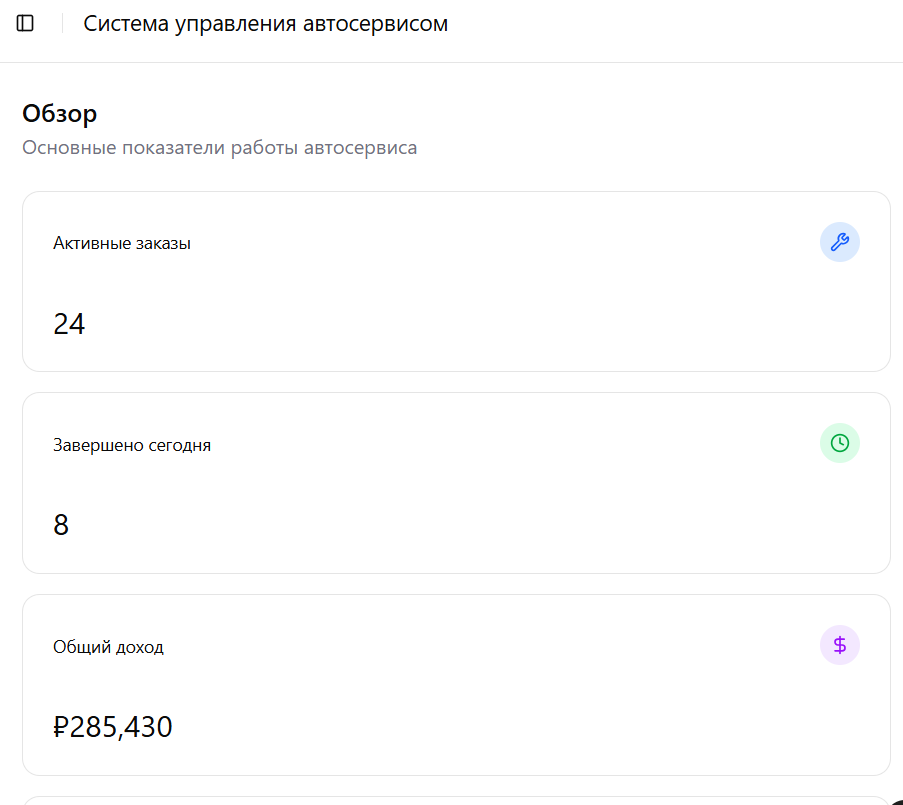 Система управления автосервисом
Обзор
Основные показатели работы автосервиса
Активные заказы
24
Завершено сегодня
8
Общий доход
₽285,430